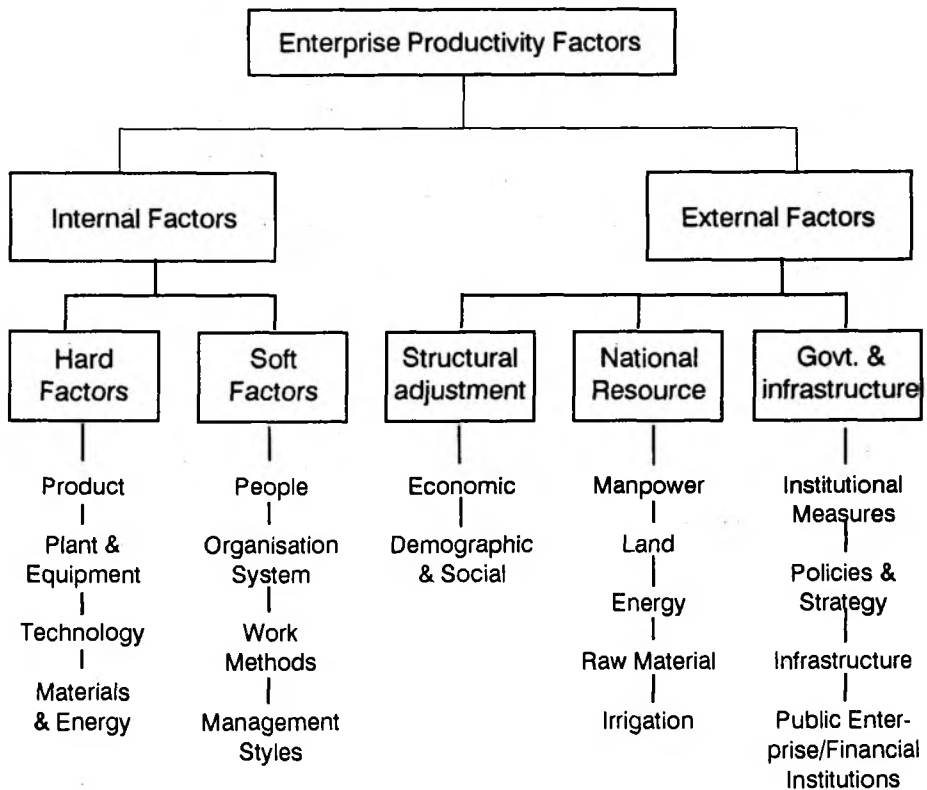 Enterprise Productivity Factors
Internal Factors
External Factors
Hard
Factors
Soft
Factors
Structural
adjustment
National
Resource
Govt. &
infrastructure
Product
Plant &
Equipment
Technology
Materials
& Energy
People
Organisation
System
Work
Methods
Management
Styles
Economic
Demographic
& Social
Manpower
Land
Energy
Raw Material
Irrigation
Institutional
Measures
Policies &
Strategy
Infrastructure
Public Enter-
prise/Financial
Institutions